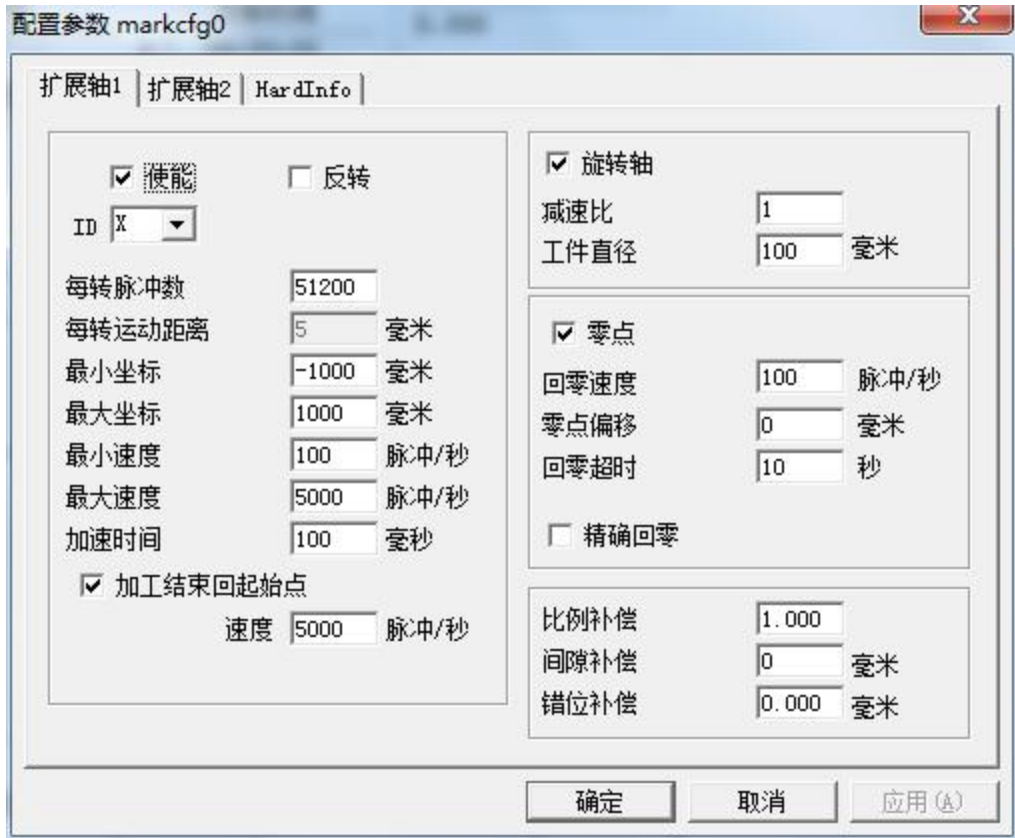 配置参数 markcfg0
扩展轴1 扩展轴2 HardInfo
使能 反转
ID X
每转脉冲数 51200
每转运动距离 5 毫米
最小坐标 -1000 毫米
最大坐标 1000 毫米
最小速度 100 脉冲/秒
最大速度 5000 脉冲/秒
加速时间 100 毫秒
加工结束回起始点
速度 5000 脉冲/秒
旋转轴
减速比 1
工件直径 100 毫米
零点
回零速度 100 脉冲/秒
零点偏移 0 毫米
回零超时 10 秒
精确回零
比例补偿 1.000
间隙补偿 0 毫米
错位补偿 0.000 毫米
确定 取消 应用(A)